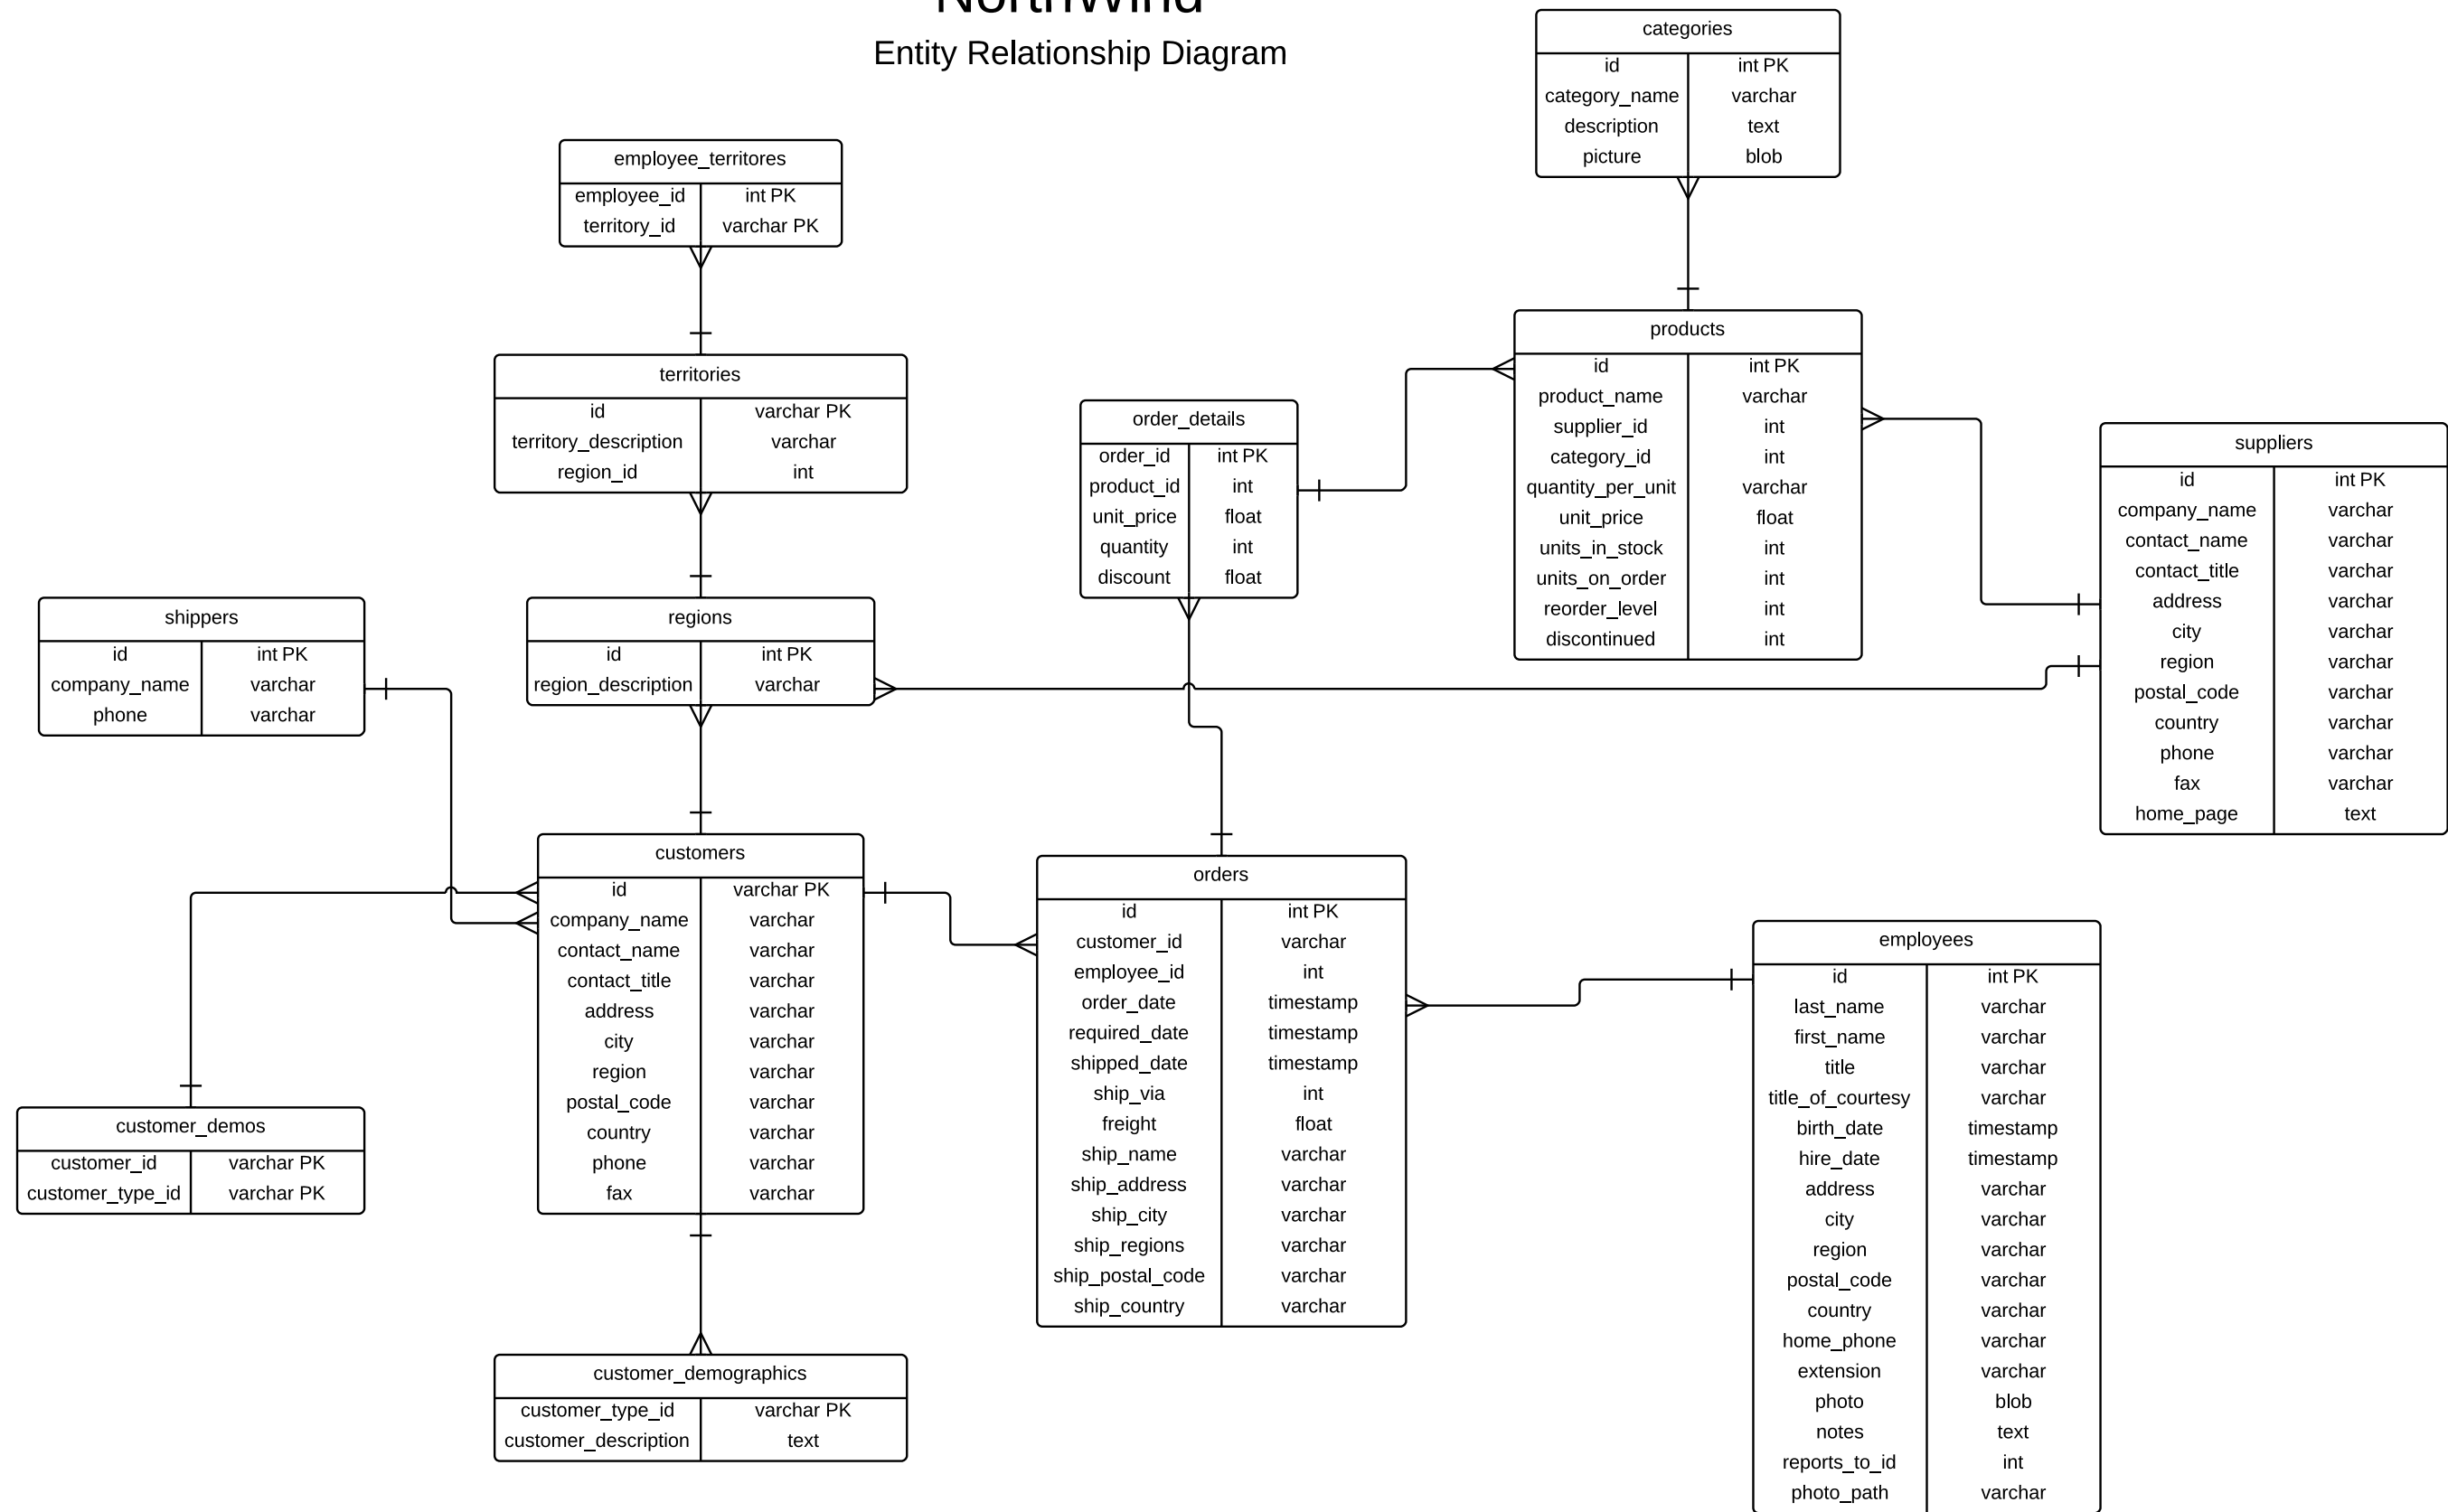 Northwind
Entity Relationship Diagram
categories
id int PK
category_name varchar
description text
picture blob
employee_territores
employee_id int PK
territory_id varchar PK
territories
id varchar PK
territory_description varchar
region_id int
products
id int PK
product_name varchar
supplier_id int
category_id int
quantity_per_unit varchar
unit_price float
units_in_stock int
units_on_order int
reorder_level int
discontinued int
order_details
order_id int PK
product_id int
unit_price float
quantity int
discount float
suppliers
id int PK
company_name varchar
contact_name varchar
contact_title varchar
address varchar
city varchar
region varchar
postal_code varchar
country varchar
phone varchar
fax varchar
home_page text
shippers
id int PK
company_name varchar
phone varchar
regions
id int PK
region_description varchar
customers
id varchar PK
company_name varchar
contact_name varchar
contact_title varchar
address varchar
city varchar
region varchar
postal_code varchar
country varchar
phone varchar
fax varchar
orders
id int PK
customer_id varchar
employee_id int
order_date timestamp
required_date timestamp
shipped_date timestamp
ship_via int
freight float
ship_name varchar
ship_address varchar
ship_city varchar
ship_regions varchar
ship_postal_code varchar
ship_country varchar
employees
id int PK
last_name varchar
first_name varchar
title varchar
title_of_courtesy varchar
birth_date timestamp
hire_date timestamp
address varchar
city varchar
region varchar
postal_code varchar
country varchar
home_phone varchar
extension varchar
photo blob
notes text
reports_to_id int
photo_path varchar
customer_demos
customer_id varchar PK
customer_type_id varchar PK
customer_demographics
customer_type_id varchar PK
customer_description text